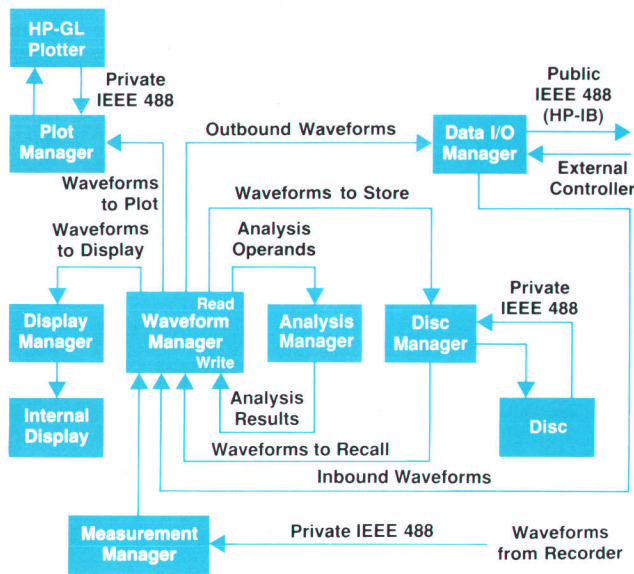 HP-GL
Plotter
Private
IEEE 488
Plot
Manager
Waveforms
to Plot
Waveforms
to Display
Outbound Waveforms
Data I/O
Manager
Public
IEEE 488
(HP-IB)
External
Controller
Waveforms to Store
Analysis
Operands
Private
IEEE 488
Display
Manager
Read
Waveform
Manager
Write
Analysis
Manager
Disc
Manager
Internal
Display
Analysis
Results
Disc
Waveforms to Recall
Inbound Waveforms
Measurement
Manager
Private IEEE 488
Waveforms
from Recorder